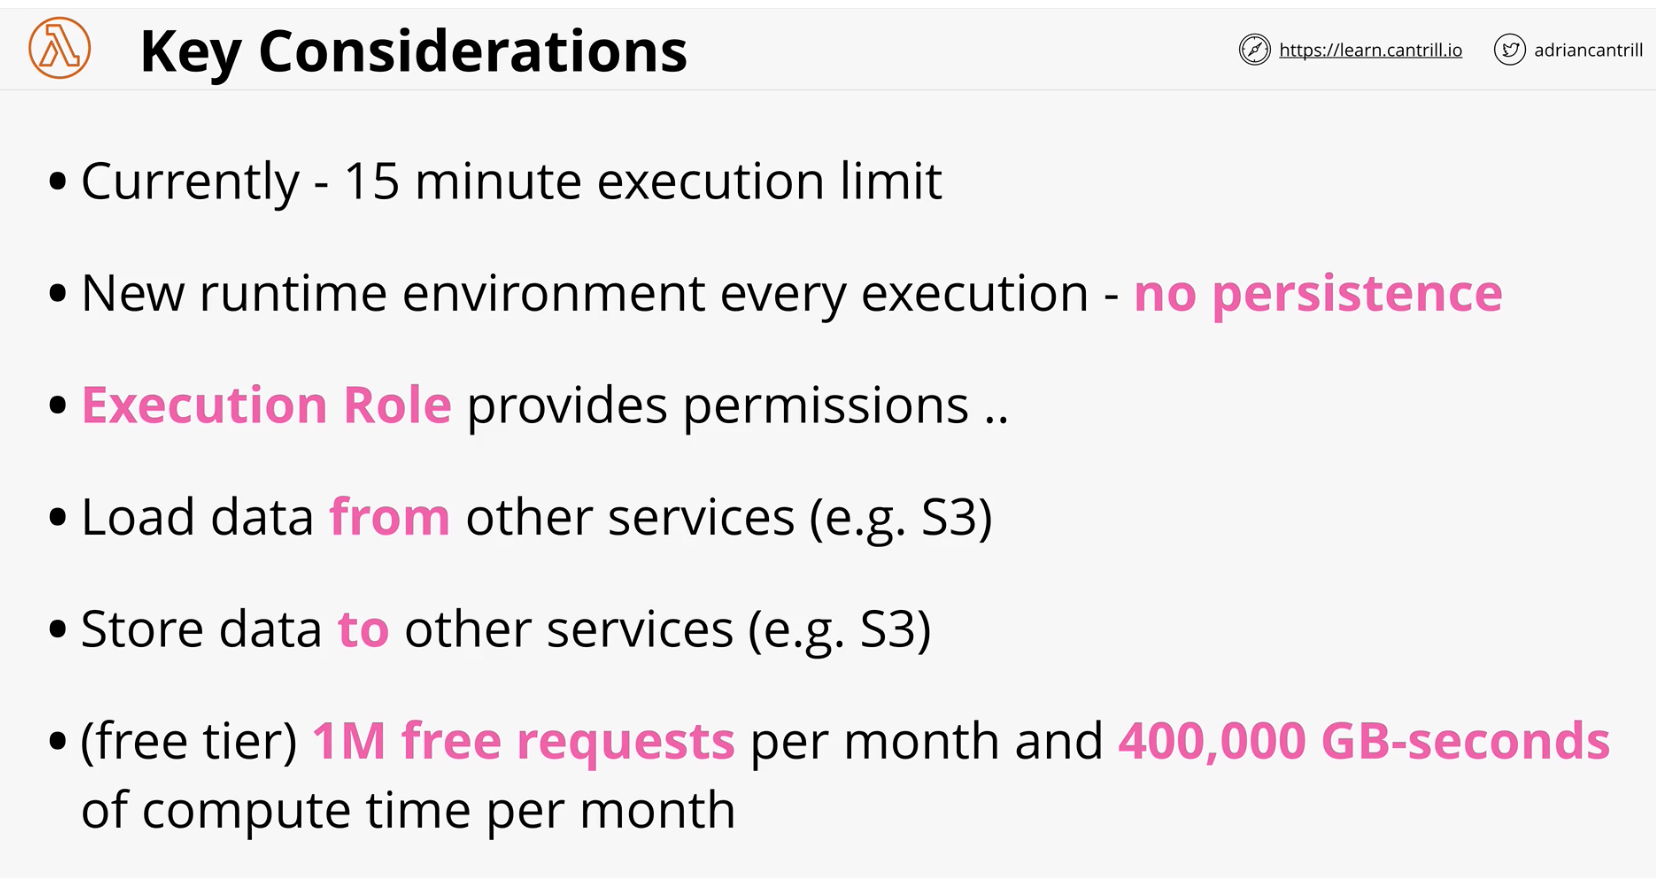 Key Considerations
https://learn.cantrill.io
adriancantrill
• Currently - 15 minute execution limit
• New runtime environment every execution - no persistence
• Execution Role provides permissions ..
• Load data from other services (e.g. S3)
• Store data to other services (e.g. S3)
• (free tier) 1M free requests per month and 400,000 GB-seconds
of compute time per month